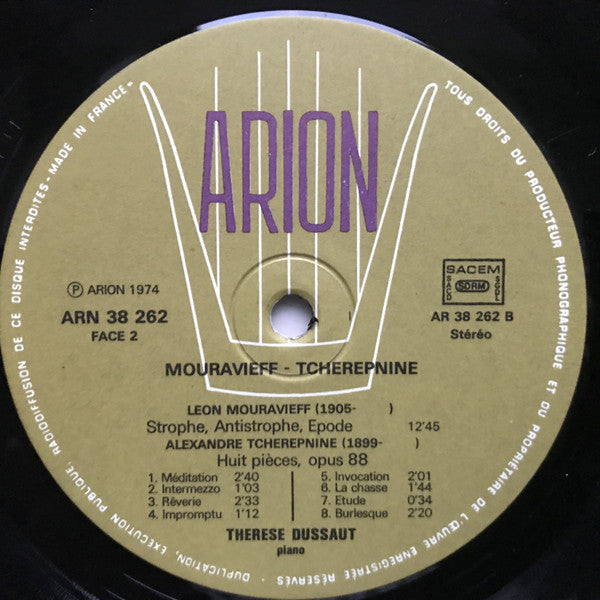 ARION
TOUS DROITS DU PRODUCTEUR PHONOGRAPHIQUE ET DU PROPRIÉTAIRE DE L'ŒUVRE ENREGISTRÉE RÉSERVÉS - DUPLICATION, EXÉCUTION PUBLIQUE RADIODIFFUSION DE CE DISQUE INTERDITES - MADE IN FRANCE -
Ⓟ ARION 1974
ARN 38 262
FACE 2
SACEM
SACD SDRM SGDL
AR 38 262 B
Stéréo
MOURAVIEFF - TCHEREPNINE
LEON MOURAVIEFF (1905- )
Strophe, Antistrophe, Epode 12'45
ALEXANDRE TCHEREPNINE (1899- )
Huit pièces, opus 88
1. Méditation 2'40
2. Intermezzo 1'03
3. Rêverie 2'33
4. Impromptu 1'12
5. Invocation 2'01
6. La chasse 1'44
7. Etude 0'34
8. Burlesque 2'20
THERESE DUSSAUT
piano